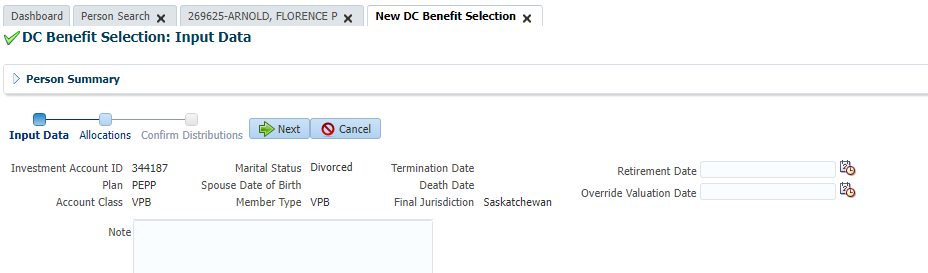 Dashboard Person Search 269625-ARNOLD, FLORENCE P New DC Benefit Selection
DC Benefit Selection: Input Data
Person Summary
Input Data Allocations Confirm Distributions Next Cancel
Investment Account ID 344187 Marital Status Divorced Termination Date Retirement Date
Plan PEPP Spouse Date of Birth Death Date Override Valuation Date
Account Class VPB Member Type VPB Final Jurisdiction Saskatchewan
Note